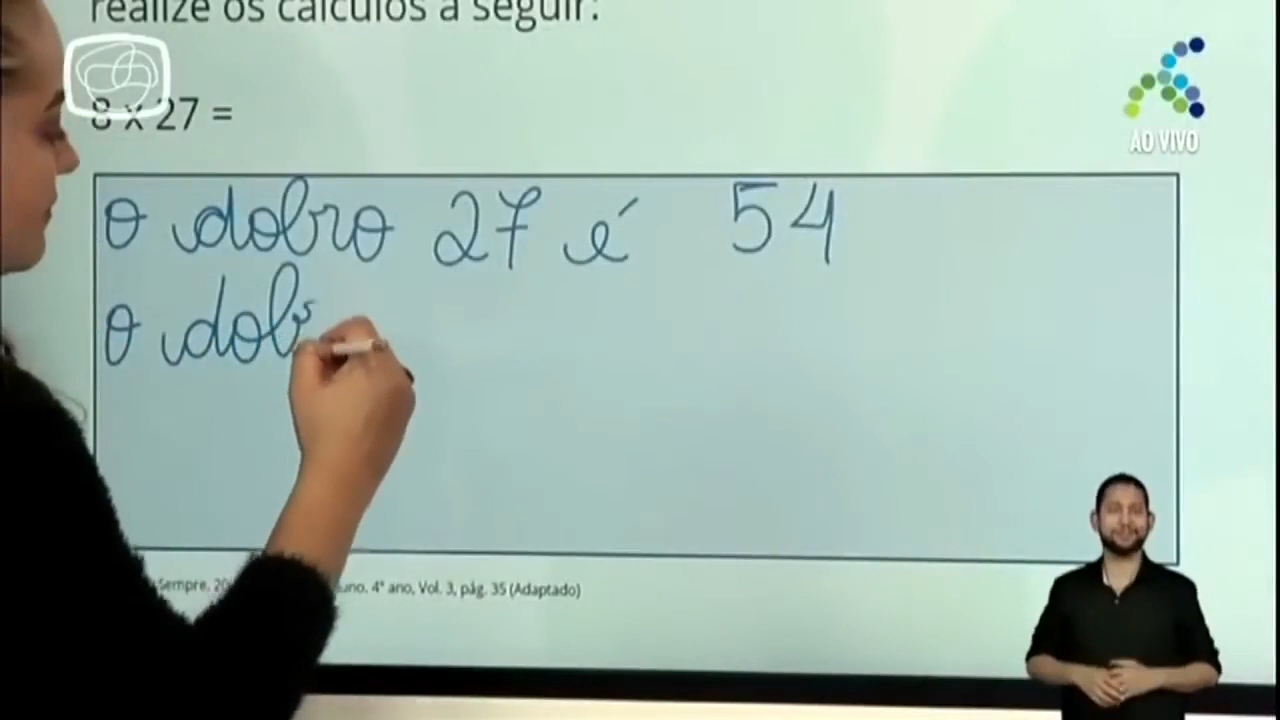 realize os cálculos a seguir:
AO VIVO
8 x 27 =
o dobro 27 é 54
o dob
Sempre, 20
uno, 4º ano, Vol. 3, pág. 35 (Adaptado)